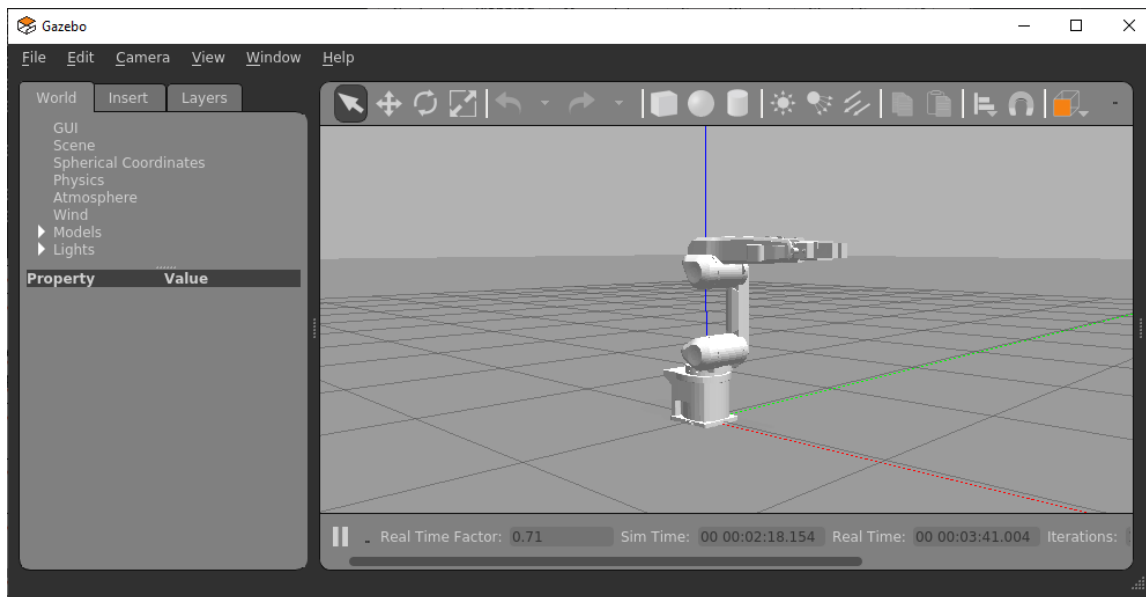 Gazebo
File Edit Camera View Window Help
World Insert Layers
GUI
Scene
Spherical Coordinates
Physics
Atmosphere
Wind
Models
Lights
Property Value
Real Time Factor: 0.71 Sim Time: 00 00:02:18.154 Real Time: 00 00:03:41.004 Iterations: